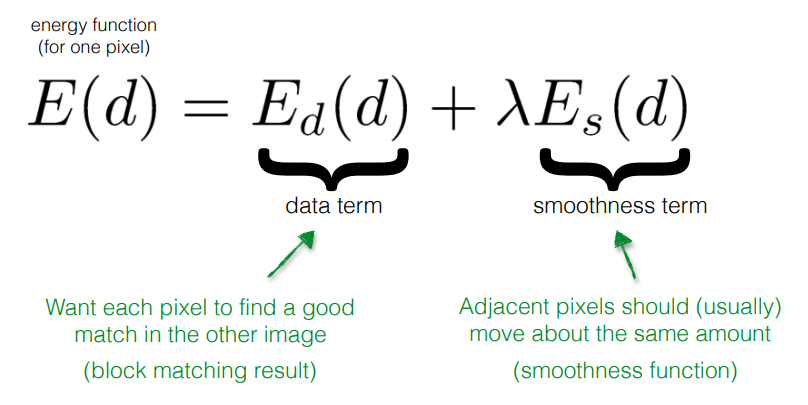 energy function
(for one pixel)
E(d) = E_d(d) + λE_s(d)
data term
smoothness term
Want each pixel to find a good
match in the other image
(block matching result)
Adjacent pixels should (usually)
move about the same amount
(smoothness function)